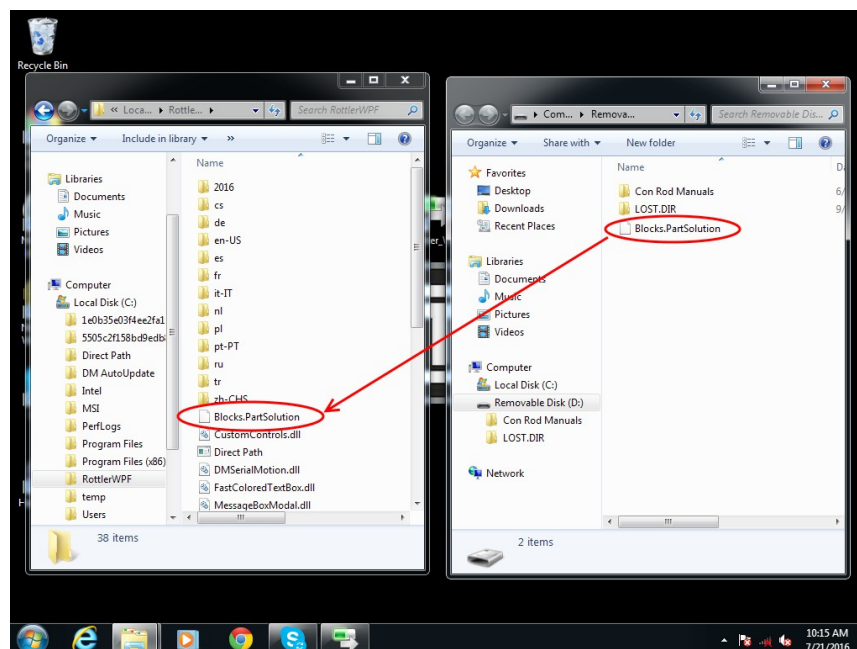 Recycle Bin
« Loca... ▸ Rottle... ▸
Search RottlerWPF
Organize
Include in library
»
Libraries
Documents
Music
Pictures
Videos
Computer
Local Disk (C:)
1e0b35e03f4ee2fa1
5505c2f158bd9edb
Direct Path
DM AutoUpdate
Intel
MSI
PerfLogs
Program Files
Program Files (x86)
RottlerWPF
temp
Users
Name
2016
cs
de
en-US
es
fr
it-IT
nl
pl
pt-PT
ru
tr
zh-CHS
Blocks.PartSolution
CustomControls.dll
Direct Path
DMSerialMotion.dll
FastColoredTextBox.dll
MessageBoxModal.dll
38 items
▸ Com... ▸ Remova...
Search Removable Dis...
Organize
Share with
New folder
Favorites
Desktop
Downloads
Recent Places
Libraries
Documents
Music
Pictures
Videos
Computer
Local Disk (C:)
Removable Disk (D:)
Con Rod Manuals
LOST.DIR
Network
Name
Con Rod Manuals
LOST.DIR
Blocks.PartSolution
2 items
10:15 AM
7/21/2016